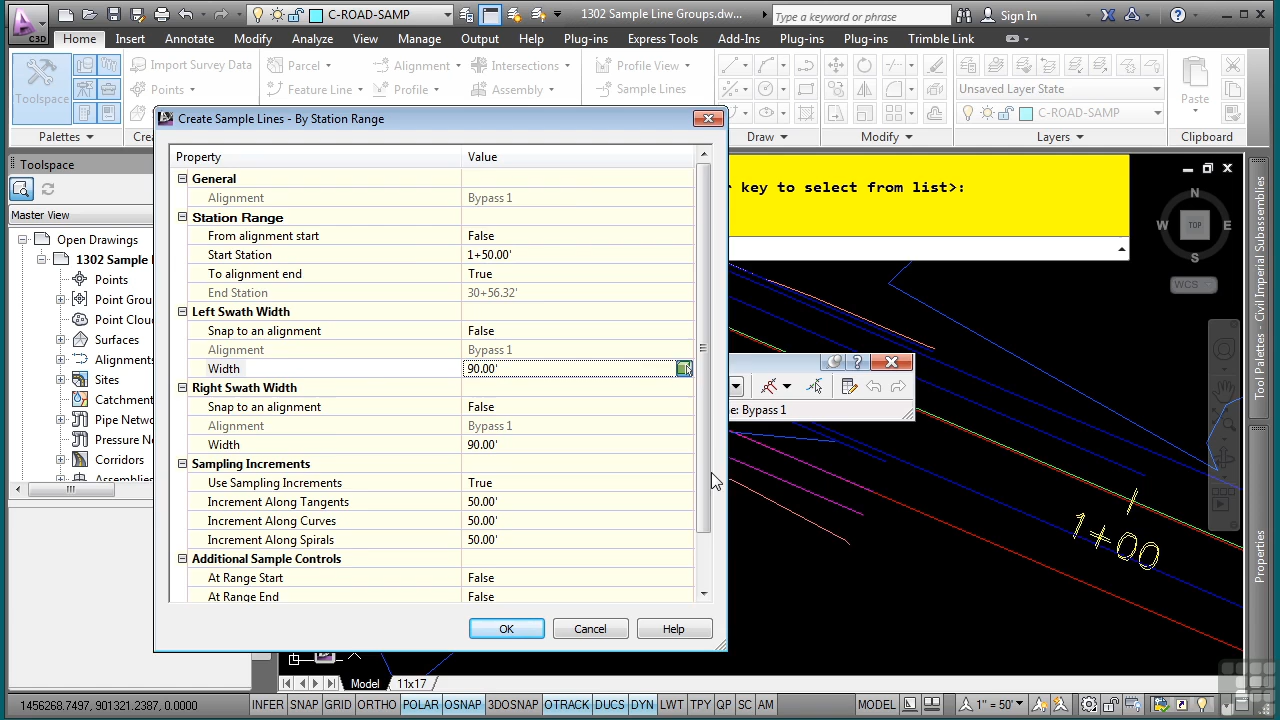 C-ROAD-SAMP
1302 Sample Line Groups.dw...
Type a keyword or phrase
Sign In
C3D
Home Insert Annotate Modify Analyze View Manage Output Help Plug-ins Express Tools Add-Ins Plug-ins Plug-ins Trimble Link
Toolspace
Import Survey Data
Points
Parcel
Feature Line
Alignment
Profile
Intersections
Assembly
Profile View
Sample Lines
Unsaved Layer State
C-ROAD-SAMP
Paste
Palettes
Draw
Modify
Layers
Clipboard
Create Sample Lines - By Station Range
Property Value
General
Alignment Bypass 1
Station Range
From alignment start False
Start Station 1+50.00'
To alignment end True
End Station 30+56.32'
Left Swath Width
Snap to an alignment False
Alignment Bypass 1
Width 90.00'
Right Swath Width
Snap to an alignment False
Alignment Bypass 1
Width 90.00'
Sampling Increments
Use Sampling Increments True
Increment Along Tangents 50.00'
Increment Along Curves 50.00'
Increment Along Spirals 50.00'
Additional Sample Controls
At Range Start False
At Range End False
OK Cancel Help
Toolspace
Master View
Open Drawings
1302 Sample
Points
Point Grou
Point Clou
Surfaces
Alignments
Sites
Catchment
Pipe Netwo
Pressure Ne
Corridors
Assemblies
key to select from list>:
N
W TOP E
S
WCS
e: Bypass 1
1+00
Tool Palettes - Civil Imperial Subassemblies
Properties
Model 11x17
1456268.7497, 901321.2387, 0.0000
INFER SNAP GRID ORTHO POLAR OSNAP 3DOSNAP OTRACK DUCS DYN LWT TPY QP SC AM
MODEL
1" = 50'